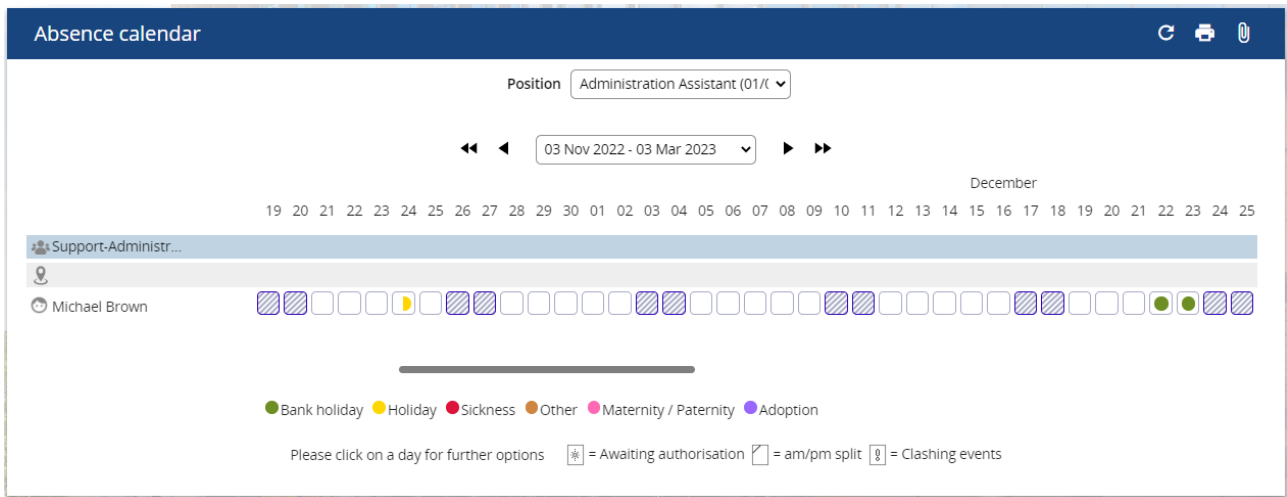 Absence calendar
Position Administration Assistant (01/(
03 Nov 2022 - 03 Mar 2023
December
19 20 21 22 23 24 25 26 27 28 29 30 01 02 03 04 05 06 07 08 09 10 11 12 13 14 15 16 17 18 19 20 21 22 23 24 25
Support-Administr...
Michael Brown
Bank holiday Holiday Sickness Other Maternity / Paternity Adoption
Please click on a day for further options = Awaiting authorisation = am/pm split = Clashing events